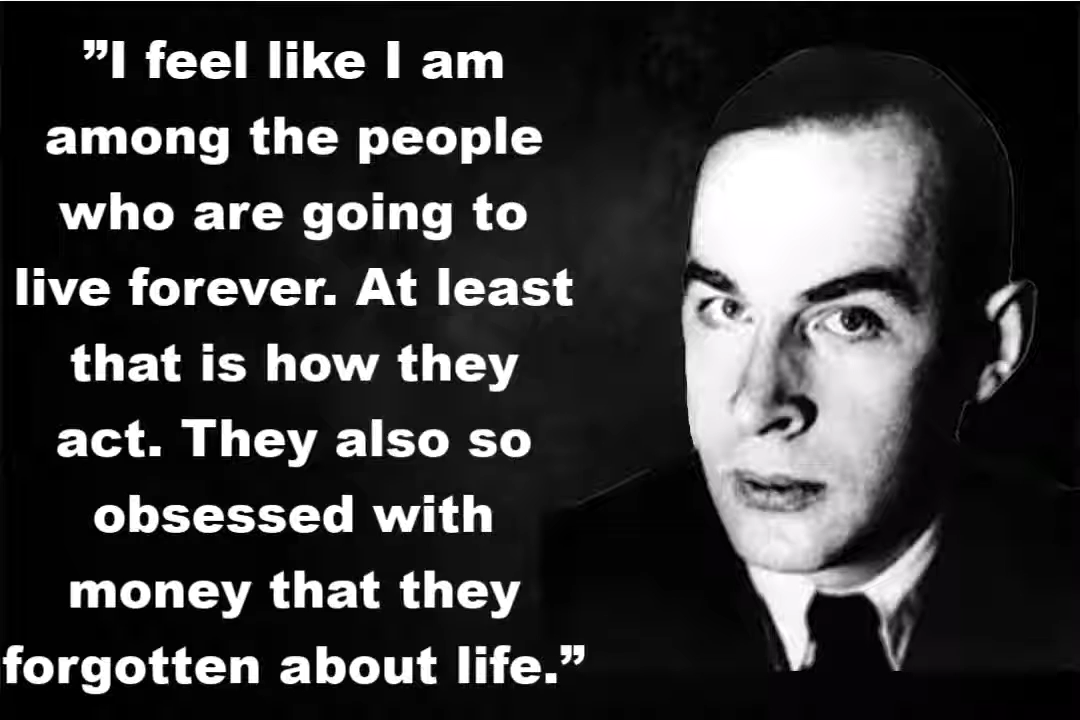 ”I feel like I am
among the people
who are going to
live forever. At least
that is how they
act. They also so
obsessed with
money that they
forgotten about life.”